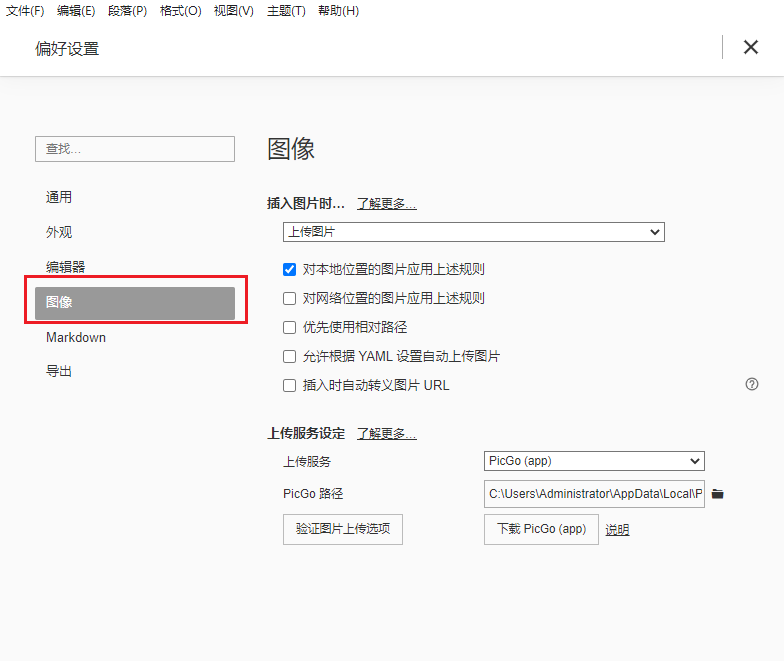 文件(F) 编辑(E) 段落(P) 格式(O) 视图(V) 主题(T) 帮助(H)
偏好设置
查找...
通用
外观
编辑器
图像
Markdown
导出
图像
插入图片时... 了解更多...
上传图片
对本地位置的图片应用上述规则
对网络位置的图片应用上述规则
优先使用相对路径
允许根据 YAML 设置自动上传图片
插入时自动转义图片 URL
上传服务设定 了解更多...
上传服务 PicGo (app)
PicGo 路径 C:\Users\Administrator\AppData\Local\P
验证图片上传选项 下载 PicGo (app) 说明